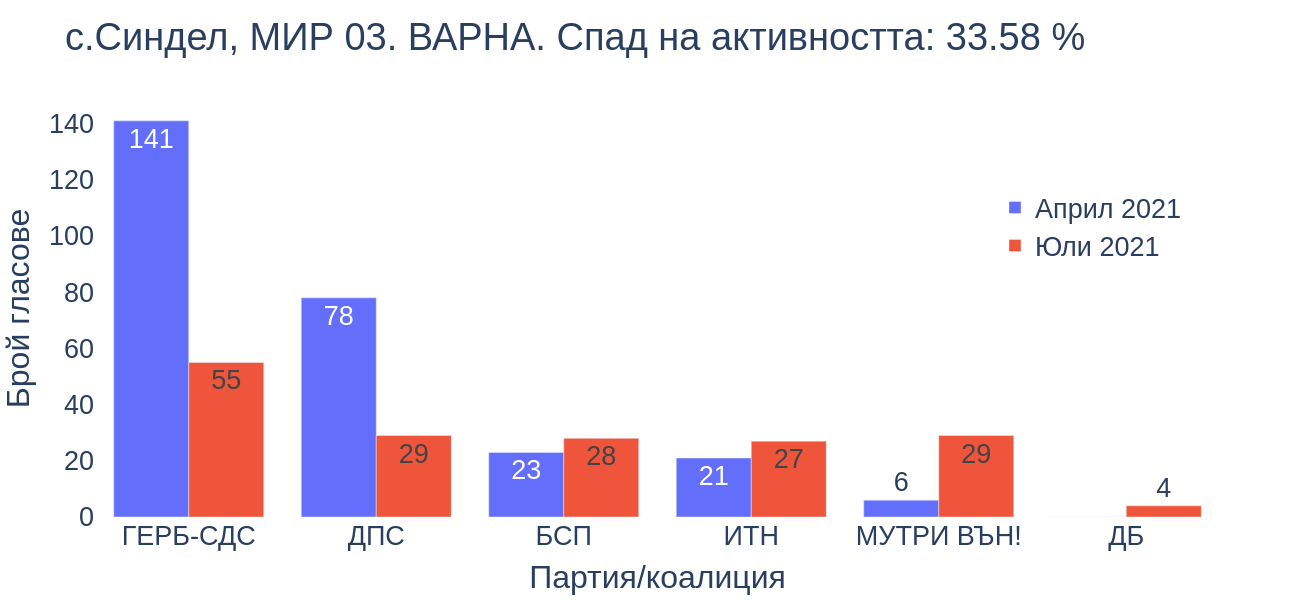 с.Синдел, МИР 03. ВАРНА. Спад на активността: 33.58 %
Брой гласове
140
120
100
80
60
40
20
0
141
55
78
29
23
28
21
27
6
29
4
Април 2021
Юли 2021
ГЕРБ-СДС
ДПС
БСП
ИТН
МУТРИ ВЪН!
ДБ
Партия/коалиция